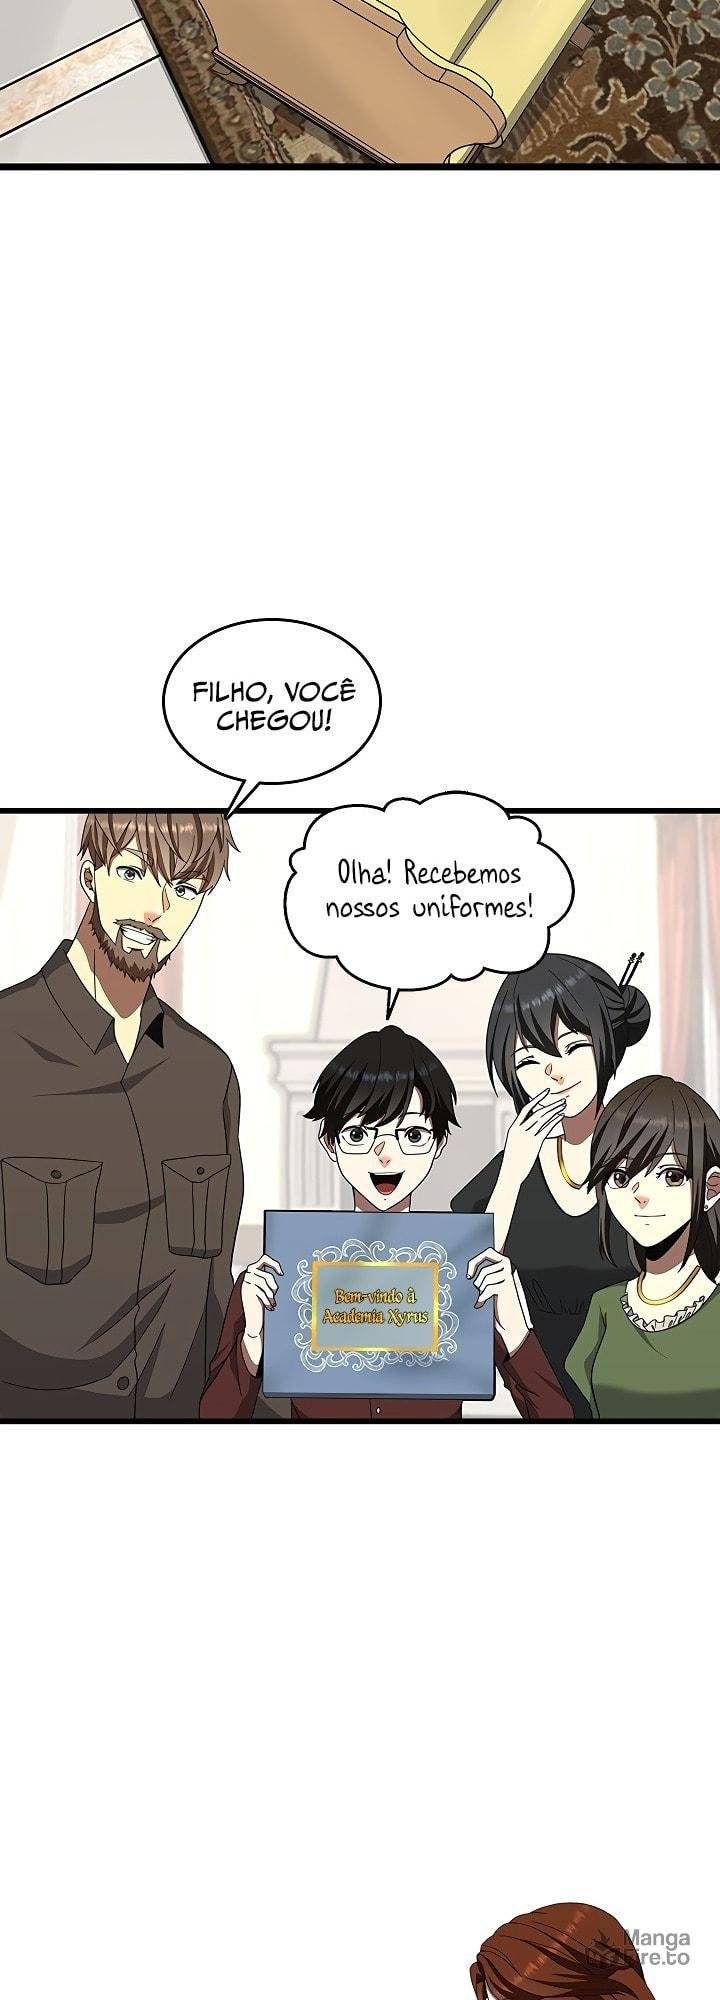 FILHO, VOCÊ
CHEGOU!
Olha! Recebemos
nossos uniformes!
Bem-vindo à
Academia Xyrus
Manga
Fire.to